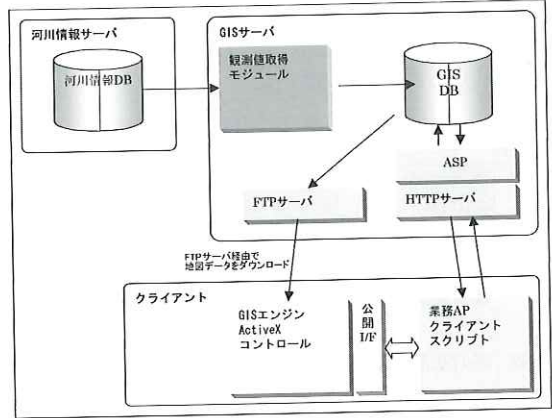 河川情報サーバ
河川情報DB
GISサーバ
観測値取得
モジュール
GIS
DB
ASP
HTTPサーバ
FTPサーバ
FTPサーバ経由で
地図データをダウンロード
クライアント
GISエンジン
ActiveX
コントロール
公
開
I/F
業務AP
クライアント
スクリプト